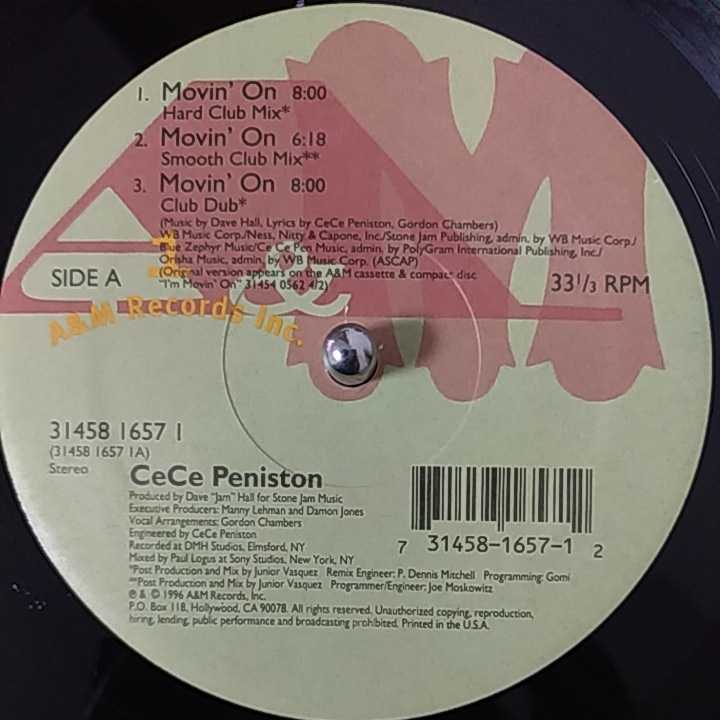 1. Movin' On 8:00
Hard Club Mix*
2. Movin' On 6:18
Smooth Club Mix**
3. Movin' On 8:00
Club Dub*
(Music by Dave Hall, Lyrics by CeCe Peniston, Gordon Chambers)
WB Music Corp./Ness, Nitty & Capone, Inc./Stone Jam Publishing, admin. by WB Music Corp./
Blue Zephyr Music/Ce Ce Pen Music, admin. by PolyGram International Publishing, Inc./
Orisha Music, admin. by WB Music Corp. (ASCAP)
(Original version appears on the A&M cassette & compact disc
"I'm Movin' On" 31454 0562 4/2)
SIDE A
33 1/3 RPM
A&M Records Inc.
31458 1657 1
(31458 1657 1A)
Stereo
CeCe Peniston
Produced by Dave "Jam" Hall for Stone Jam Music
Executive Producers: Manny Lehman and Damon Jones
Vocal Arrangements: Gordon Chambers
Engineered by CeCe Peniston
Recorded at DMH Studios, Elmsford, NY
Mixed by Paul Logus at Sony Studios, New York, NY
*Post Production and Mix by Junior Vasquez Remix Engineer: P. Dennis Mitchell Programming: Gomi
**Post Production and Mix by Junior Vasquez Programmer/Engineer: Joe Moskowitz
℗ & © 1996 A&M Records, Inc.
P.O. Box 118, Hollywood, CA 90078. All rights reserved. Unauthorized copying, reproduction,
hiring, lending, public performance and broadcasting prohibited. Printed in the U.S.A.
7 31458-1657-1 2